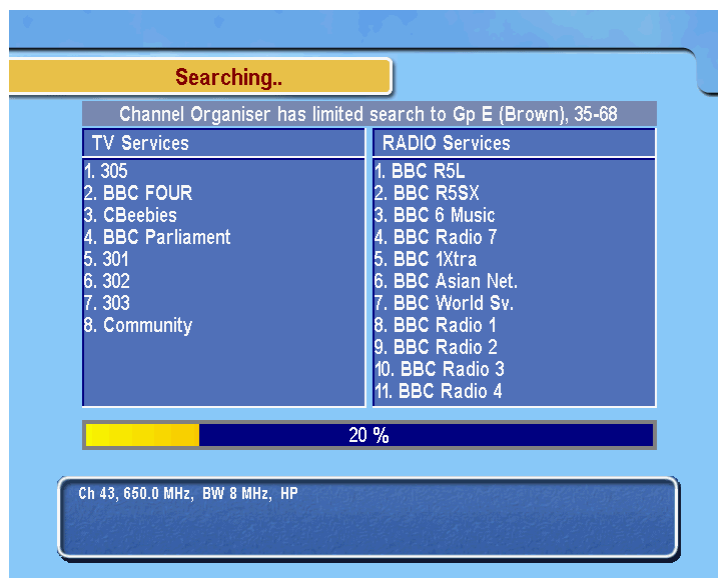 Searching..
Channel Organiser has limited search to Gp E (Brown), 35-68
TV Services
1. 305
2. BBC FOUR
3. CBeebies
4. BBC Parliament
5. 301
6. 302
7. 303
8. Community
RADIO Services
1. BBC R5L
2. BBC R5SX
3. BBC 6 Music
4. BBC Radio 7
5. BBC 1Xtra
6. BBC Asian Net.
7. BBC World Sv.
8. BBC Radio 1
9. BBC Radio 2
10. BBC Radio 3
11. BBC Radio 4
20 %
Ch 43, 650.0 MHz, BW 8 MHz, HP